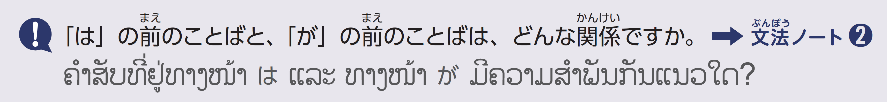 「は」の前のことばと、「が」の前のことばは、どんな関係ですか。➡ 文法ノート❷
ຄໍາສັບທີ່ຢູ່ທາງໜ້າ は ແລະ ທາງໜ້າ が ມີຄວາມສໍາພັນກັນແນວໃດ?